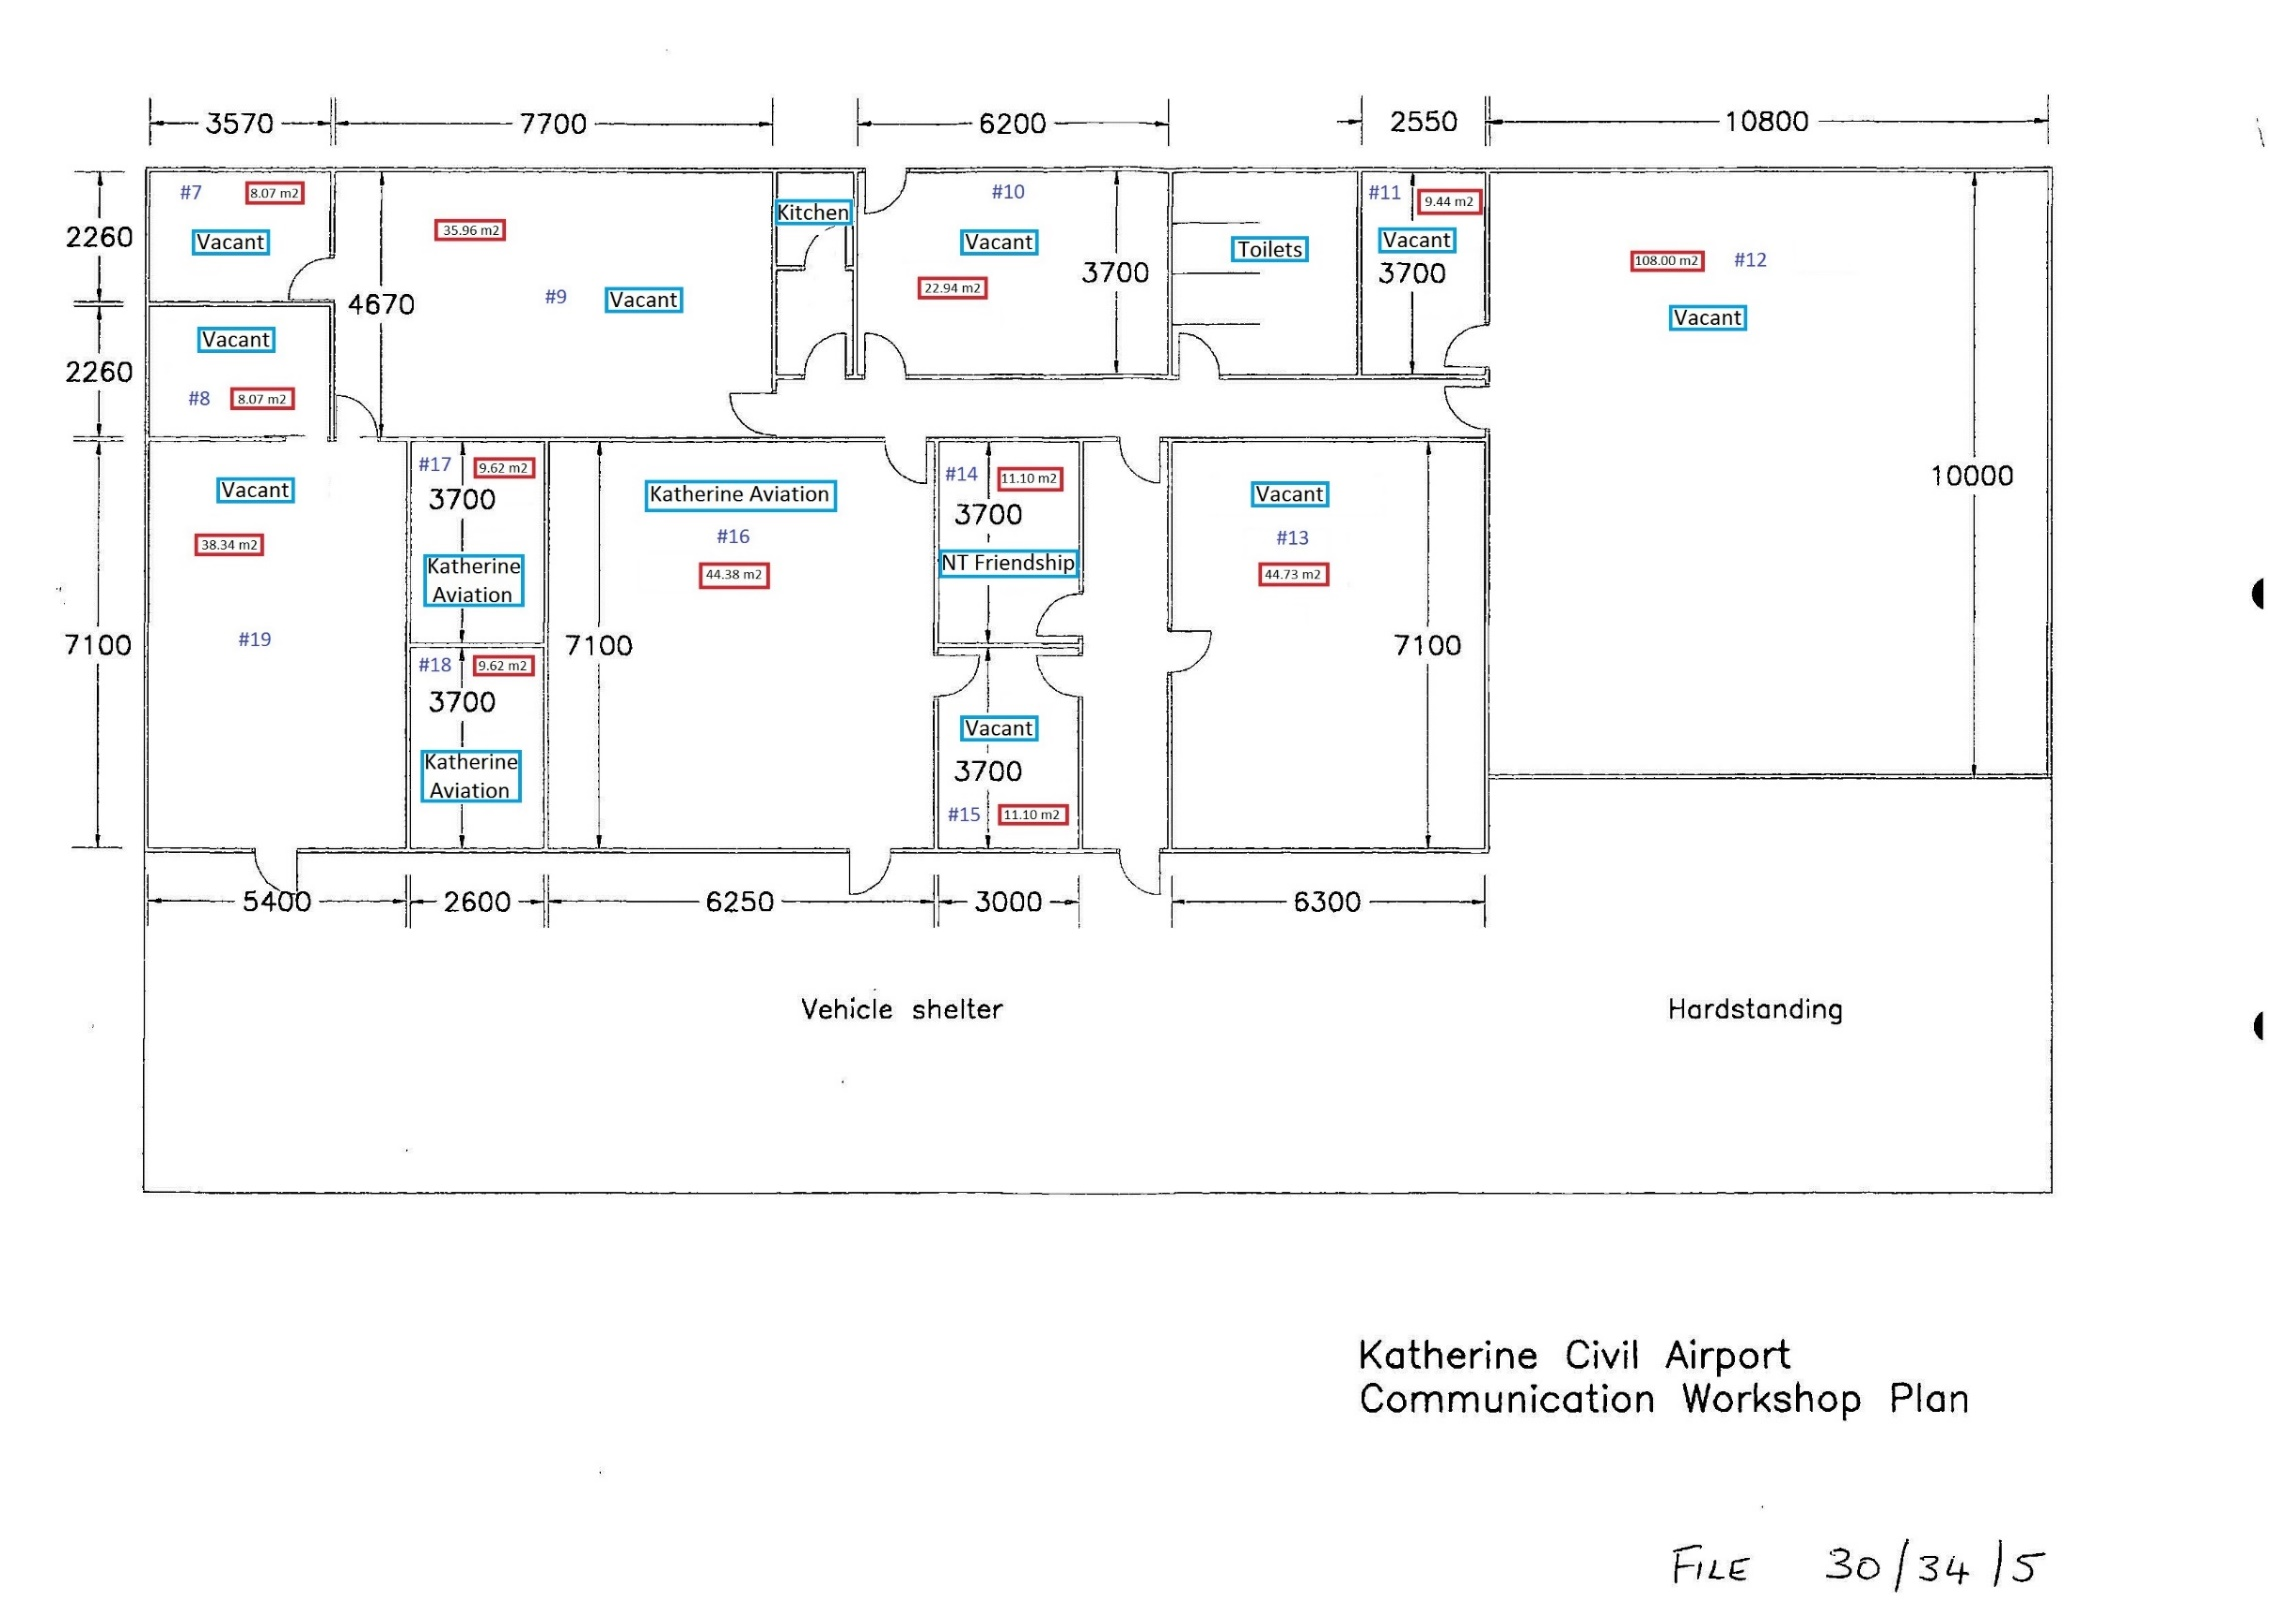 3570 7700 6200 2550 10800
#7 8.07 m2
Vacant
2260
35.96 m2
#9 Vacant
4670
Kitchen
#10
Vacant
3700
22.94 m2
Toilets
#11 9.44 m2
Vacant
3700
108.00 m2 #12
Vacant
10000
Vacant
2260
#8 8.07 m2
Vacant
38.34 m2
#19
7100
#17 9.62 m2
3700
Katherine
Aviation
#18 9.62 m2
3700
Katherine
Aviation
Katherine Aviation
#16
44.38 m2
7100
#14 11.10 m2
3700
NT Friendship
Vacant
3700
#15 11.10 m2
Vacant
#13
44.73 m2
7100
5400 2600 6250 3000 6300
Vehicle shelter
Hardstanding
Katherine Civil Airport
Communication Workshop Plan
FILE 30/34/5